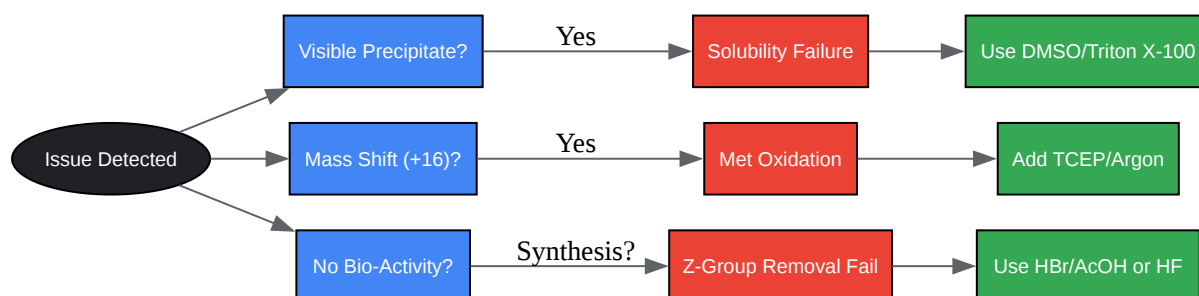 Visible Precipitate?
Yes
Solubility Failure
Use DMSO/Triton X-100
Issue Detected
Mass Shift (+16)?
Yes
Met Oxidation
Add TCEP/Argon
No Bio-Activity?
Synthesis?
Z-Group Removal Fail
Use HBr/AcOH or HF